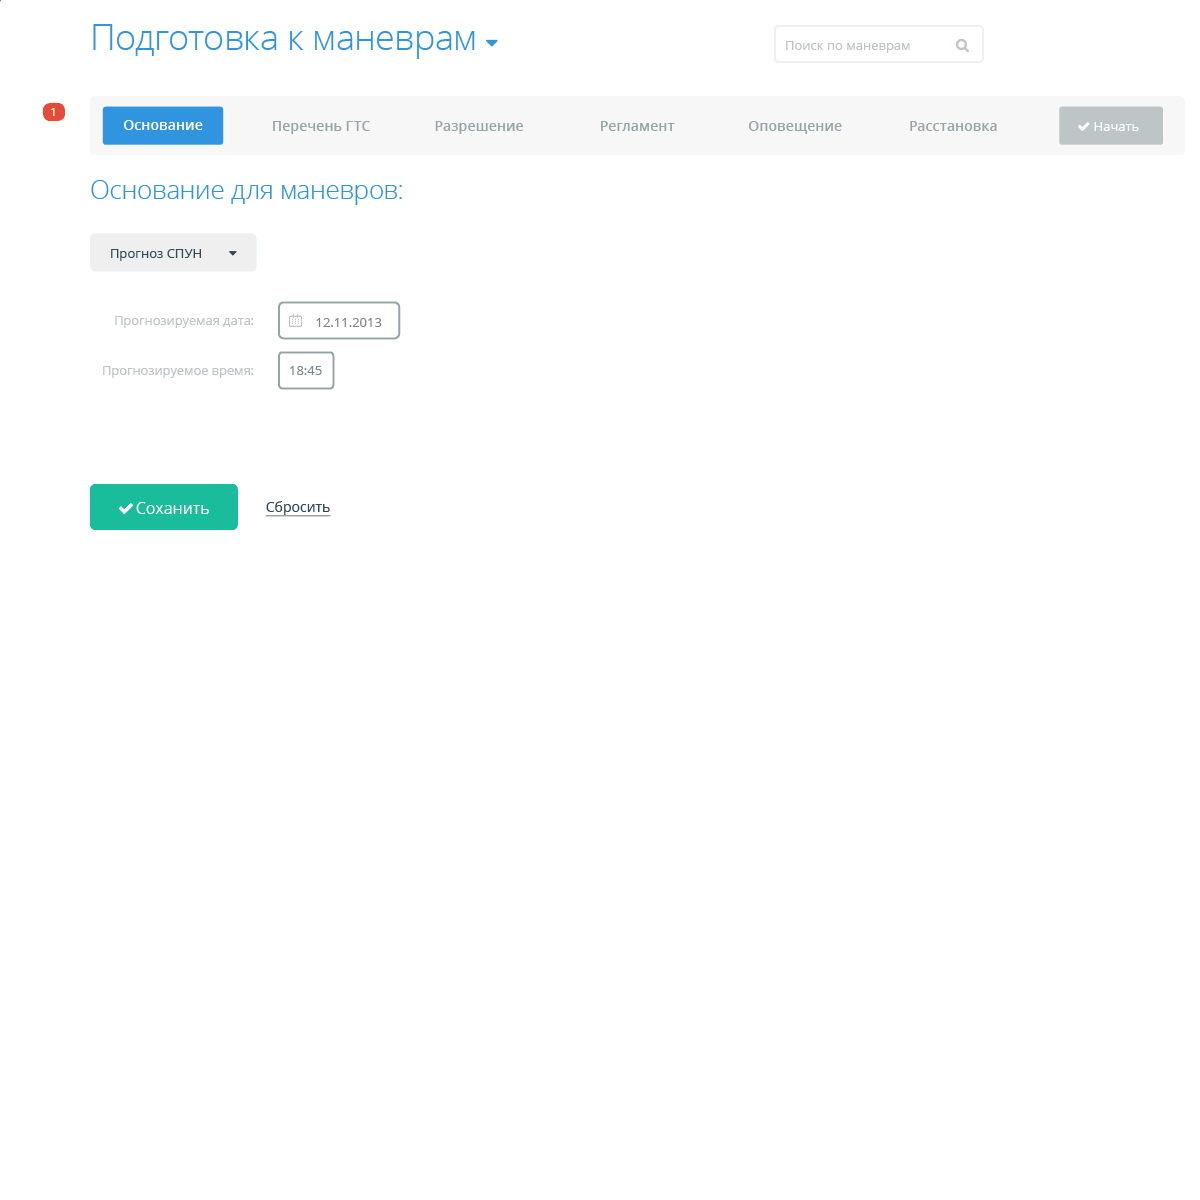 Подготовка к маневрам
Поиск по маневрам
1
Основание Перечень ГТС Разрешение Регламент Оповещение Расстановка Начать
Основание для маневров:
Прогноз СПУН
Прогнозируемая дата: 12.11.2013
Прогнозируемое время: 18:45
Соханить Сбросить